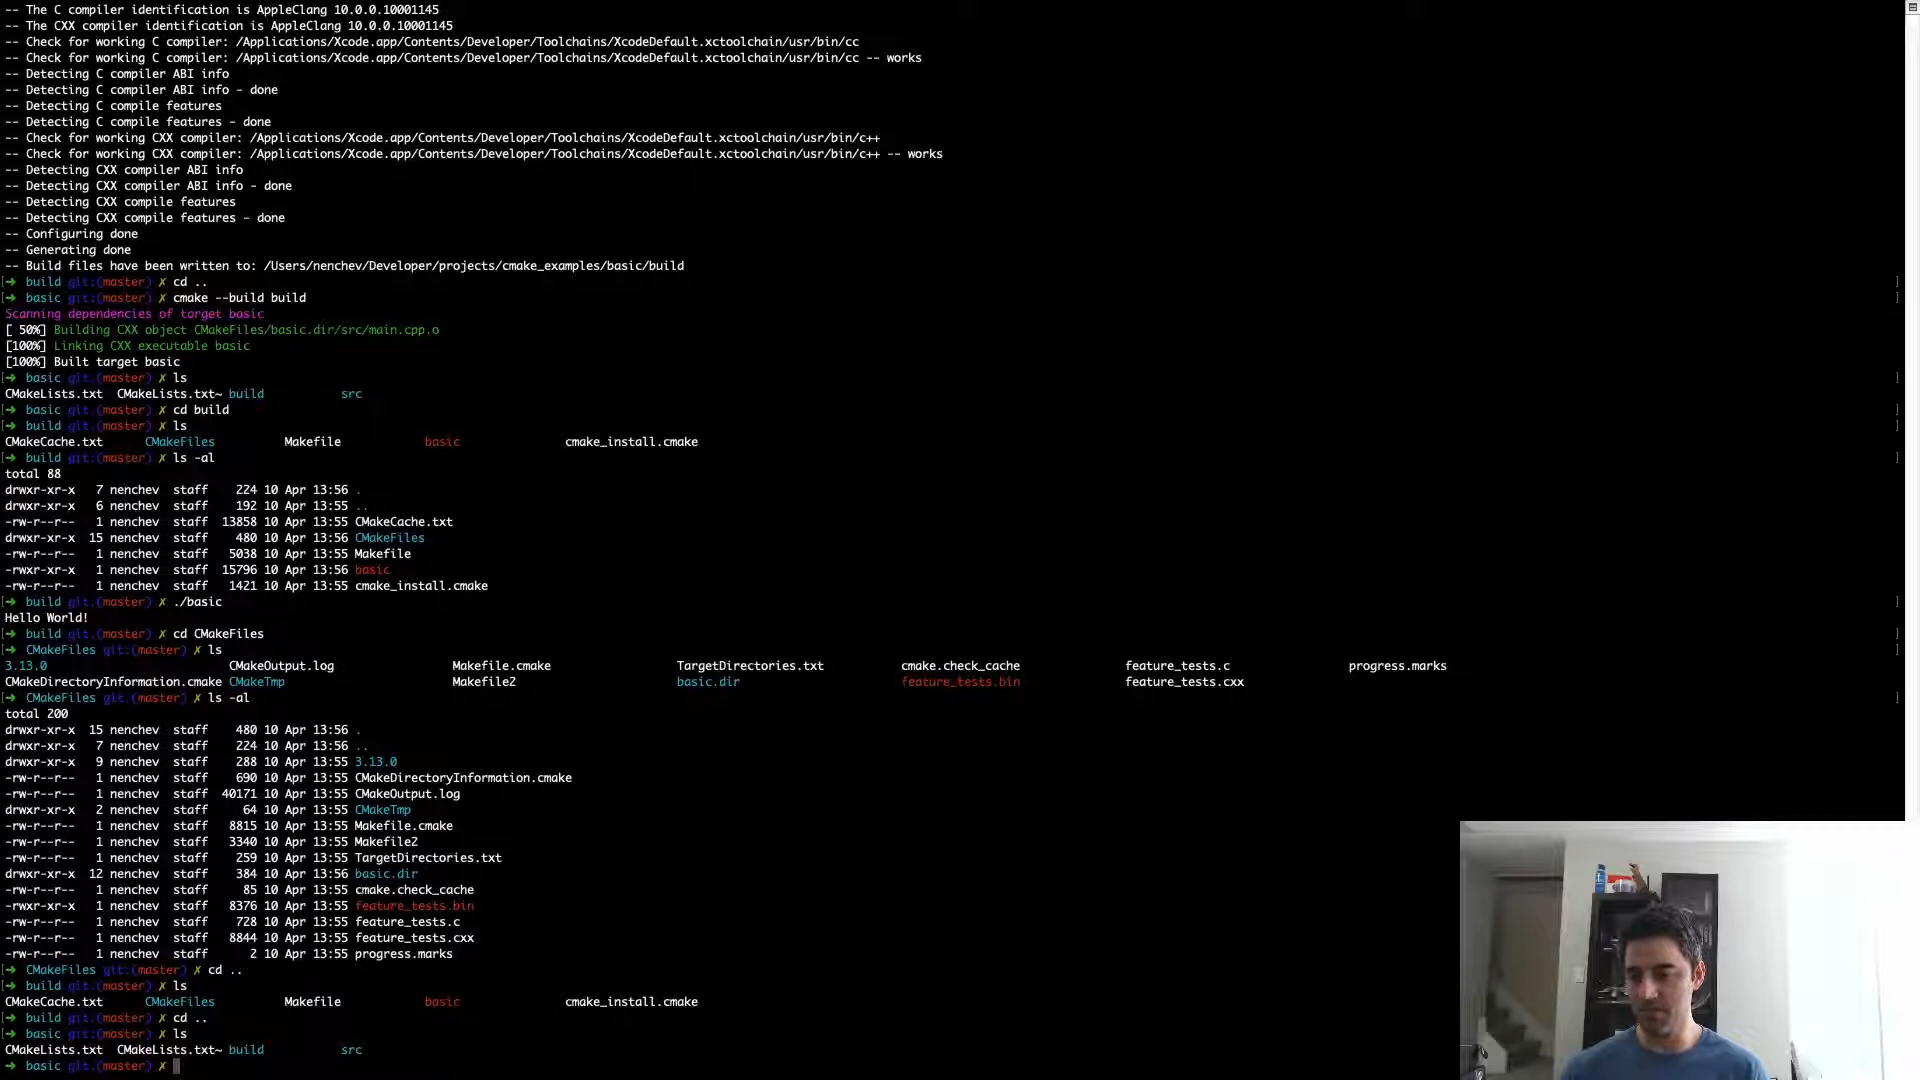 -- The C compiler identification is AppleClang 10.0.0.10001145
-- The CXX compiler identification is AppleClang 10.0.0.10001145
-- Check for working C compiler: /Applications/Xcode.app/Contents/Developer/Toolchains/XcodeDefault.xctoolchain/usr/bin/cc
-- Check for working C compiler: /Applications/Xcode.app/Contents/Developer/Toolchains/XcodeDefault.xctoolchain/usr/bin/cc -- works
-- Detecting C compiler ABI info
-- Detecting C compiler ABI info - done
-- Detecting C compile features
-- Detecting C compile features - done
-- Check for working CXX compiler: /Applications/Xcode.app/Contents/Developer/Toolchains/XcodeDefault.xctoolchain/usr/bin/c++
-- Check for working CXX compiler: /Applications/Xcode.app/Contents/Developer/Toolchains/XcodeDefault.xctoolchain/usr/bin/c++ -- works
-- Detecting CXX compiler ABI info
-- Detecting CXX compiler ABI info - done
-- Detecting CXX compile features
-- Detecting CXX compile features - done
-- Configuring done
-- Generating done
-- Build files have been written to: /Users/nenchev/Developer/projects/cmake_examples/basic/build
[➜  build git:(master) ✗ cd .. ]
[➜  basic git:(master) ✗ cmake --build build ]
Scanning dependencies of target basic
[ 50%] Building CXX object CMakeFiles/basic.dir/src/main.cpp.o
[100%] Linking CXX executable basic
[100%] Built target basic
[➜  basic git:(master) ✗ ls ]
CMakeLists.txt  CMakeLists.txt~ build           src
[➜  basic git:(master) ✗ cd build ]
[➜  build git:(master) ✗ ls ]
CMakeCache.txt      CMakeFiles          Makefile            basic               cmake_install.cmake
[➜  build git:(master) ✗ ls -al ]
total 88
drwxr-xr-x   7 nenchev  staff    224 10 Apr 13:56 .
drwxr-xr-x   6 nenchev  staff    192 10 Apr 13:55 ..
-rw-r--r--   1 nenchev  staff  13858 10 Apr 13:55 CMakeCache.txt
drwxr-xr-x  15 nenchev  staff    480 10 Apr 13:56 CMakeFiles
-rw-r--r--   1 nenchev  staff   5038 10 Apr 13:55 Makefile
-rwxr-xr-x   1 nenchev  staff  15796 10 Apr 13:56 basic
-rw-r--r--   1 nenchev  staff   1421 10 Apr 13:55 cmake_install.cmake
[➜  build git:(master) ✗ ./basic ]
Hello World!
[➜  build git:(master) ✗ cd CMakeFiles ]
[➜  CMakeFiles git:(master) ✗ ls ]
3.13.0                          CMakeOutput.log                 Makefile.cmake                  TargetDirectories.txt           cmake.check_cache               feature_tests.c                 progress.marks
CMakeDirectoryInformation.cmake CMakeTmp                        Makefile2                       basic.dir                       feature_tests.bin               feature_tests.cxx
[➜  CMakeFiles git:(master) ✗ ls -al ]
total 200
drwxr-xr-x  15 nenchev  staff    480 10 Apr 13:56 .
drwxr-xr-x   7 nenchev  staff    224 10 Apr 13:56 ..
drwxr-xr-x   9 nenchev  staff    288 10 Apr 13:55 3.13.0
-rw-r--r--   1 nenchev  staff    690 10 Apr 13:55 CMakeDirectoryInformation.cmake
-rw-r--r--   1 nenchev  staff  40171 10 Apr 13:55 CMakeOutput.log
drwxr-xr-x   2 nenchev  staff     64 10 Apr 13:55 CMakeTmp
-rw-r--r--   1 nenchev  staff   8815 10 Apr 13:55 Makefile.cmake
-rw-r--r--   1 nenchev  staff   3340 10 Apr 13:55 Makefile2
-rw-r--r--   1 nenchev  staff    259 10 Apr 13:55 TargetDirectories.txt
drwxr-xr-x  12 nenchev  staff    384 10 Apr 13:56 basic.dir
-rw-r--r--   1 nenchev  staff     85 10 Apr 13:55 cmake.check_cache
-rwxr-xr-x   1 nenchev  staff   8376 10 Apr 13:55 feature_tests.bin
-rw-r--r--   1 nenchev  staff    728 10 Apr 13:55 feature_tests.c
-rw-r--r--   1 nenchev  staff   8844 10 Apr 13:55 feature_tests.cxx
-rw-r--r--   1 nenchev  staff      2 10 Apr 13:55 progress.marks
[➜  CMakeFiles git:(master) ✗ cd ..
[➜  build git:(master) ✗ ls
CMakeCache.txt      CMakeFiles          Makefile            basic               cmake_install.cmake
[➜  build git:(master) ✗ cd ..
[➜  basic git:(master) ✗ ls
CMakeLists.txt  CMakeLists.txt~ build           src
➜  basic git:(master) ✗